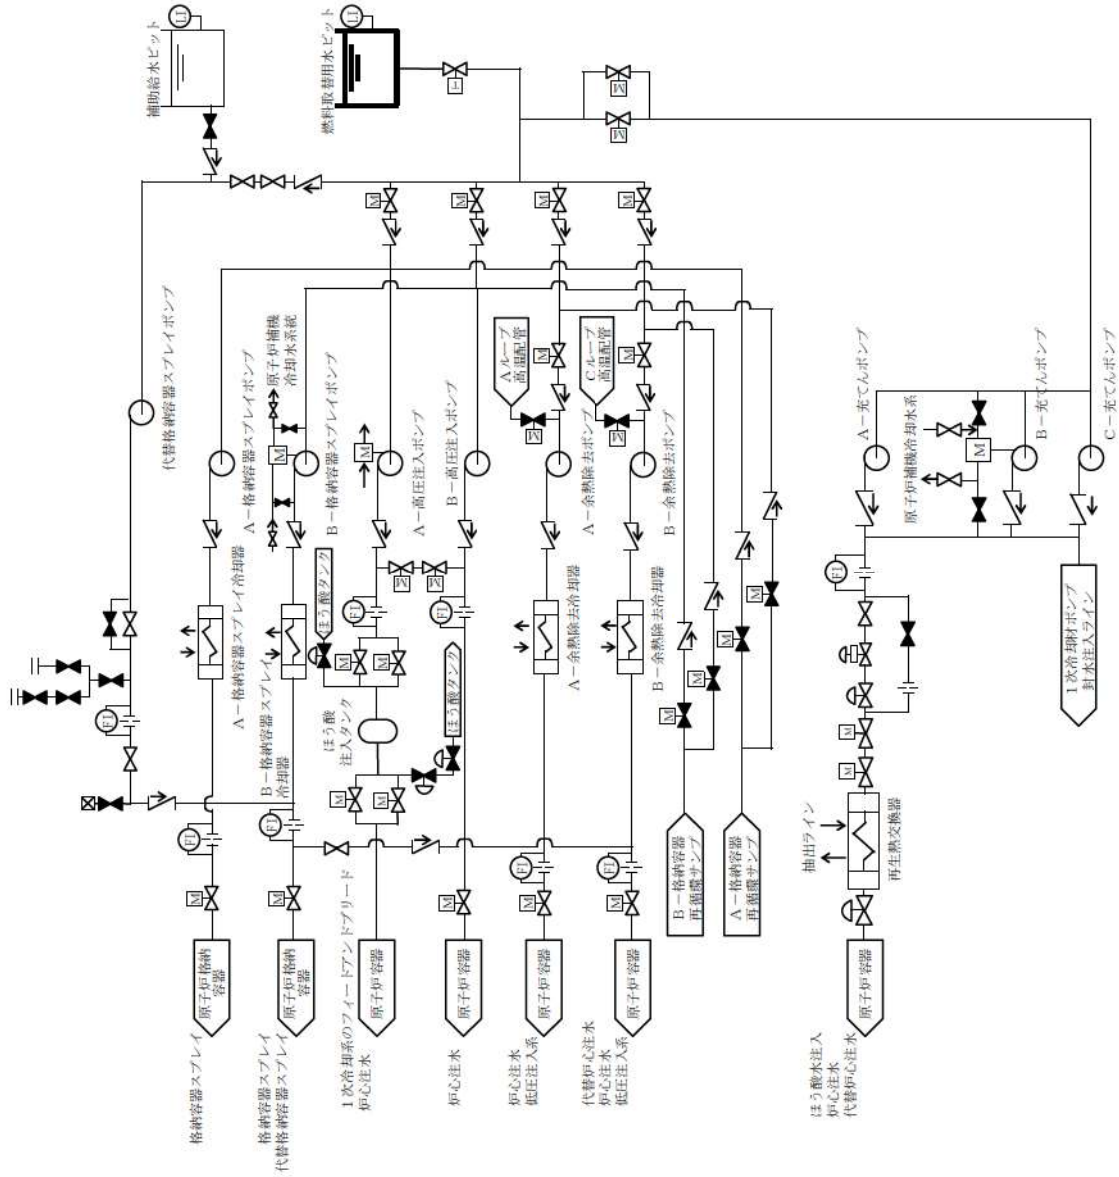 補助給水ピット
LI
燃料取替用水ピット
LI
T
M
M
M
M
M
M
代替格納容器スプレイポンプ
A－格納容器スプレイポンプ
原子炉補機
冷却水系統
M
B－格納容器スプレイポンプ
M
A－高圧注入ポンプ
B－高圧注入ポンプ
Aループ
高温配管
M
M
A－余熱除去ポンプ
Cループ
高温配管
M
M
B－余熱除去ポンプ
A－充てんポンプ
原子炉補機冷却水系
M
B－充てんポンプ
C－充てんポンプ
FI
A－格納容器スプレイ冷却器
B－格納容器スプレイ
冷却器
ほう酸タンク
FI
M
M
M
M
FI
ほう酸
注入タンク
ほう酸タンク
M
M
A－余熱除去冷却器
B－余熱除去冷却器
M
M
M
M
FI
M
M
1次冷却材ポンプ
封水注入ライン
FI
FI
FI
FI
M
M
M
M
M
B－格納容器
再循環サンプ
A－格納容器
再循環サンプ
抽出ライン
再生熱交換器
原子炉格納
容器
原子炉格納
容器
原子炉容器
原子炉容器
原子炉容器
原子炉容器
原子炉容器
格納容器スプレイ
格納容器スプレイ
代替格納容器スプレイ
1次冷却系のフィードアンドブリード
炉心注水
炉心注水
炉心注水
低圧注入系
代替炉心注水
炉心注水
低圧注入系
ほう酸水注入
炉心注水
代替炉心注水